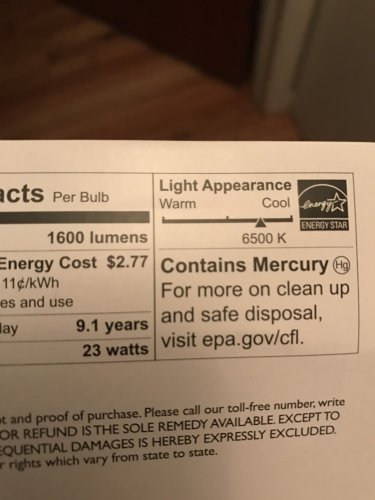 acts Per Bulb
1600 lumens
Energy Cost $2.77
11¢/kWh
es and use
lay 9.1 years
23 watts
Light Appearance
Warm Cool
6500 K
energy
ENERGY STAR
Contains Mercury Hg
For more on clean up
and safe disposal,
visit epa.gov/cfl.
t and proof of purchase. Please call our toll-free number, write
OR REFUND IS THE SOLE REMEDY AVAILABLE. EXCEPT TO
EQUENTIAL DAMAGES IS HEREBY EXPRESSLY EXCLUDED.
r rights which vary from state to state.